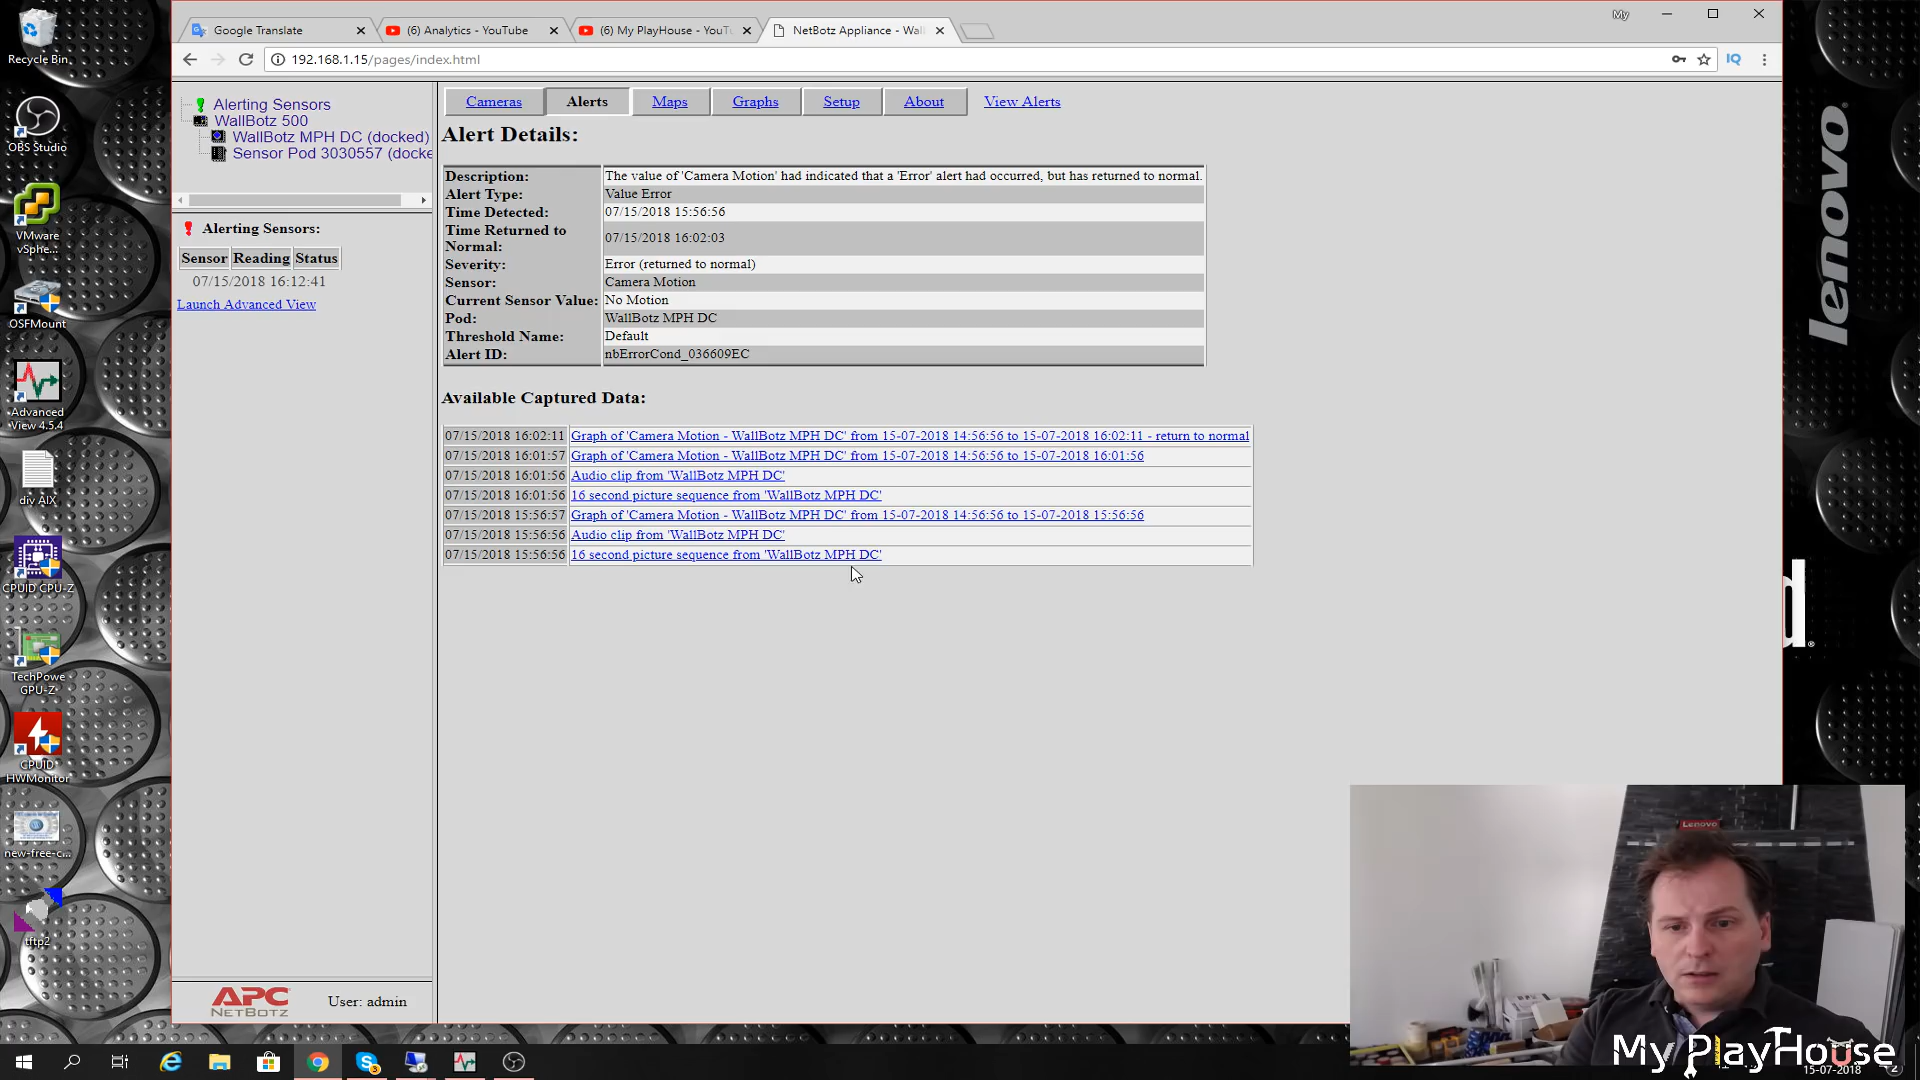 Google Translate
(6) Analytics - YouTube
(6) My PlayHouse - YouTu
NetBotz Appliance - Wal
My
192.168.1.15/pages/index.html
IQ
Recycle Bin
OBS Studio
VMware
vSphe...
OSFMount
Advanced
View 4.5.4
div AIX
CPUID CPU-Z
TechPowe
GPU-Z
CPUID
HWMonitor
new-free-c...
tftp2
Alerting Sensors
WallBotz 500
WallBotz MPH DC (docked)
Sensor Pod 3030557 (docke
Alerting Sensors:
Sensor Reading Status
07/15/2018 16:12:41
Launch Advanced View
APC
NETBOTZ
User: admin
Cameras
Alerts
Maps
Graphs
Setup
About
View Alerts
Alert Details:
Description: The value of 'Camera Motion' had indicated that a 'Error' alert had occurred, but has returned to normal.
Alert Type: Value Error
Time Detected: 07/15/2018 15:56:56
Time Returned to
Normal: 07/15/2018 16:02:03
Severity: Error (returned to normal)
Sensor: Camera Motion
Current Sensor Value: No Motion
Pod: WallBotz MPH DC
Threshold Name: Default
Alert ID: nbErrorCond_036609EC
Available Captured Data:
07/15/2018 16:02:11 Graph of 'Camera Motion - WallBotz MPH DC' from 15-07-2018 14:56:56 to 15-07-2018 16:02:11 - return to normal
07/15/2018 16:01:57 Graph of 'Camera Motion - WallBotz MPH DC' from 15-07-2018 14:56:56 to 15-07-2018 16:01:56
07/15/2018 16:01:56 Audio clip from 'WallBotz MPH DC'
07/15/2018 16:01:56 16 second picture sequence from 'WallBotz MPH DC'
07/15/2018 15:56:57 Graph of 'Camera Motion - WallBotz MPH DC' from 15-07-2018 14:56:56 to 15-07-2018 15:56:56
07/15/2018 15:56:56 Audio clip from 'WallBotz MPH DC'
07/15/2018 15:56:56 16 second picture sequence from 'WallBotz MPH DC'
lenovo
d.
Lenovo
My PlayHouse
15-07-2018
2
3